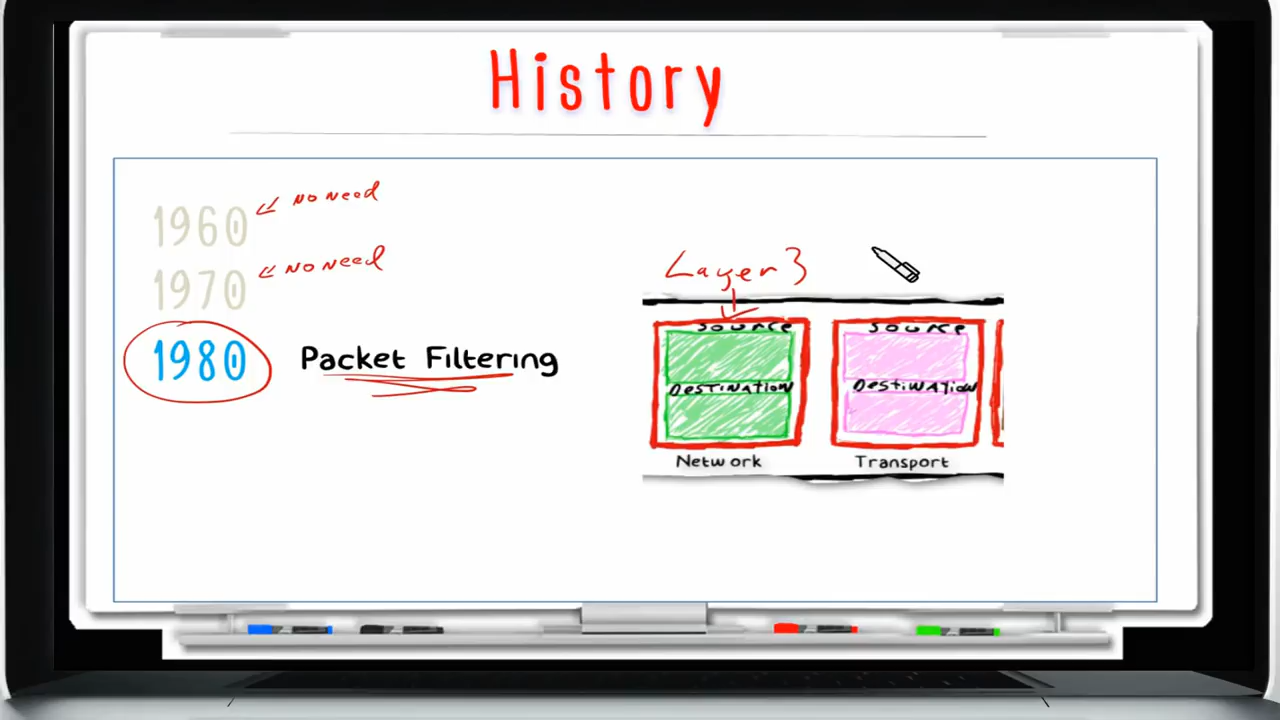 History
1960 No Need
1970 No Need
1980 Packet Filtering
Layer 3
SOURCE SOURCE
DESTINATION DESTINATION
Network Transport